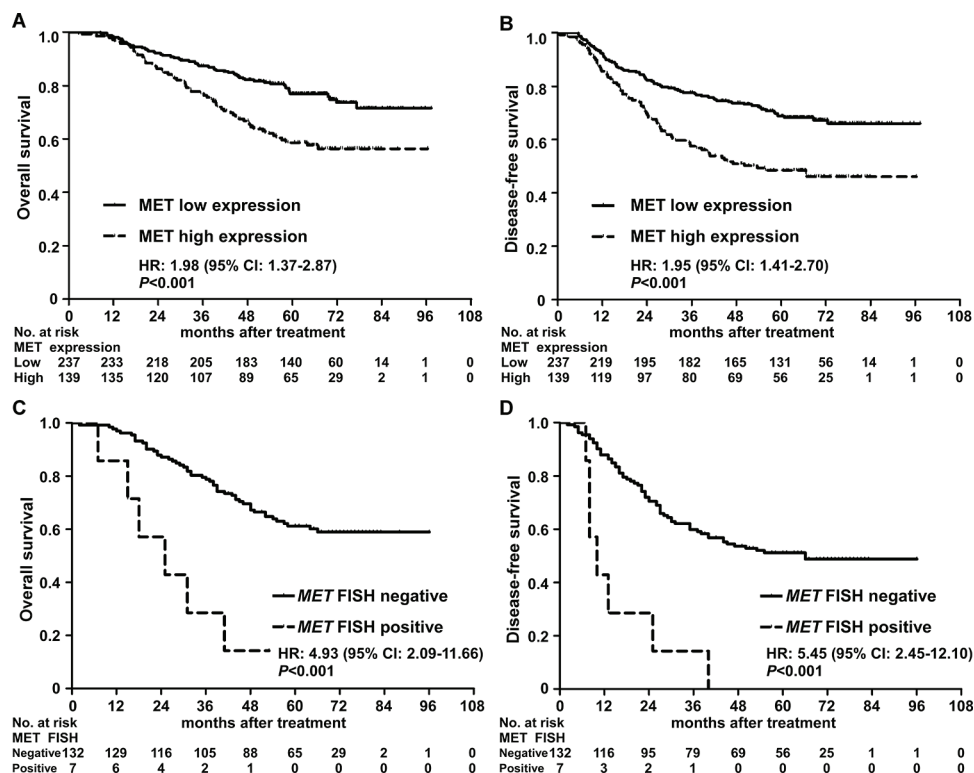 A
Overall survival
1.0
0.8
0.6
0.4
0.2
0
MET low expression
MET high expression
HR: 1.98 (95% CI: 1.37-2.87)
P<0.001
0 12 24 36 48 60 72 84 96 108
No. at risk months after treatment
MET expression
Low 237 233 218 205 183 140 60 14 1 0
High 139 135 120 107 89 65 29 2 1 0
B
Disease-free survival
1.0
0.8
0.6
0.4
0.2
0
MET low expression
MET high expression
HR: 1.95 (95% CI: 1.41-2.70)
P<0.001
0 12 24 36 48 60 72 84 96 108
No. at risk months after treatment
MET expression
Low 237 219 195 182 165 131 56 14 1 0
High 139 119 97 80 69 56 25 1 1 0
C
Overall survival
1.0
0.8
0.6
0.4
0.2
0
MET FISH negative
MET FISH positive
HR: 4.93 (95% CI: 2.09-11.66)
P<0.001
0 12 24 36 48 60 72 84 96 108
No. at risk months after treatment
MET FISH
Negative 132 129 116 105 88 65 29 2 1 0
Positive 7 6 4 2 1 0 0 0 0 0
D
Disease-free survival
1.0
0.8
0.6
0.4
0.2
0
MET FISH negative
MET FISH positive
HR: 5.45 (95% CI: 2.45-12.10)
P<0.001
0 12 24 36 48 60 72 84 96 108
No. at risk months after treatment
MET FISH
Negative 132 116 95 79 69 56 25 1 1 0
Positive 7 3 2 1 0 0 0 0 0 0